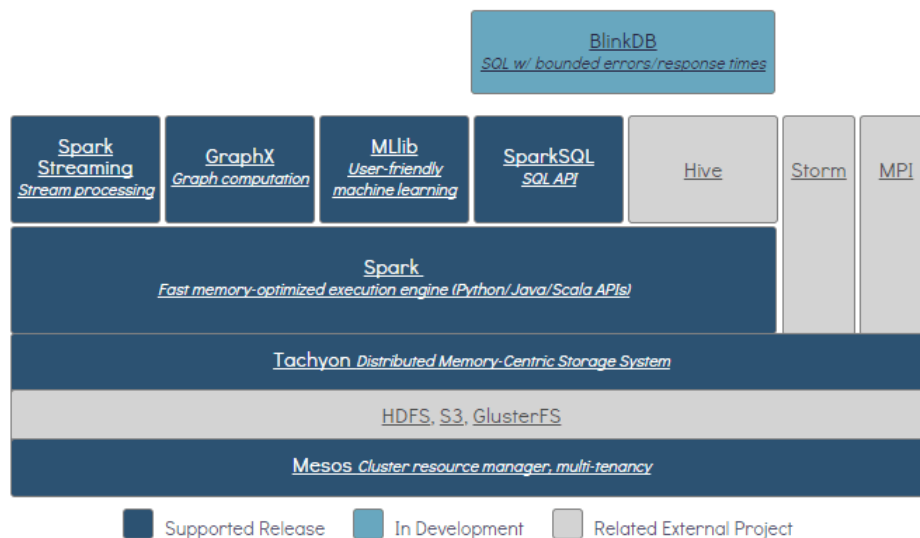 BlinkDB
SQL w/ bounded errors/response times
Spark
Streaming
Stream processing
GraphX
Graph computation
MLlib
User-friendly
machine learning
SparkSQL
SQL API
Hive
Storm
MPI
Spark
Fast memory-optimized execution engine (Python/Java/Scala APIs)
Tachyon Distributed Memory-Centric Storage System
HDFS, S3, GlusterFS
Mesos Cluster resource manager, multi-tenancy
Supported Release
In Development
Related External Project